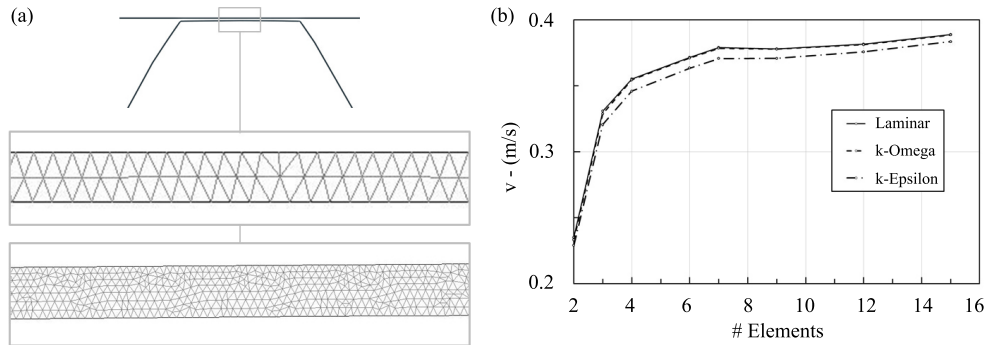 (a)
(b)
0.4
0.3
0.2
v - (m/s)
Laminar
k-Omega
k-Epsilon
2 4 6 8 10 12 14 16
# Elements